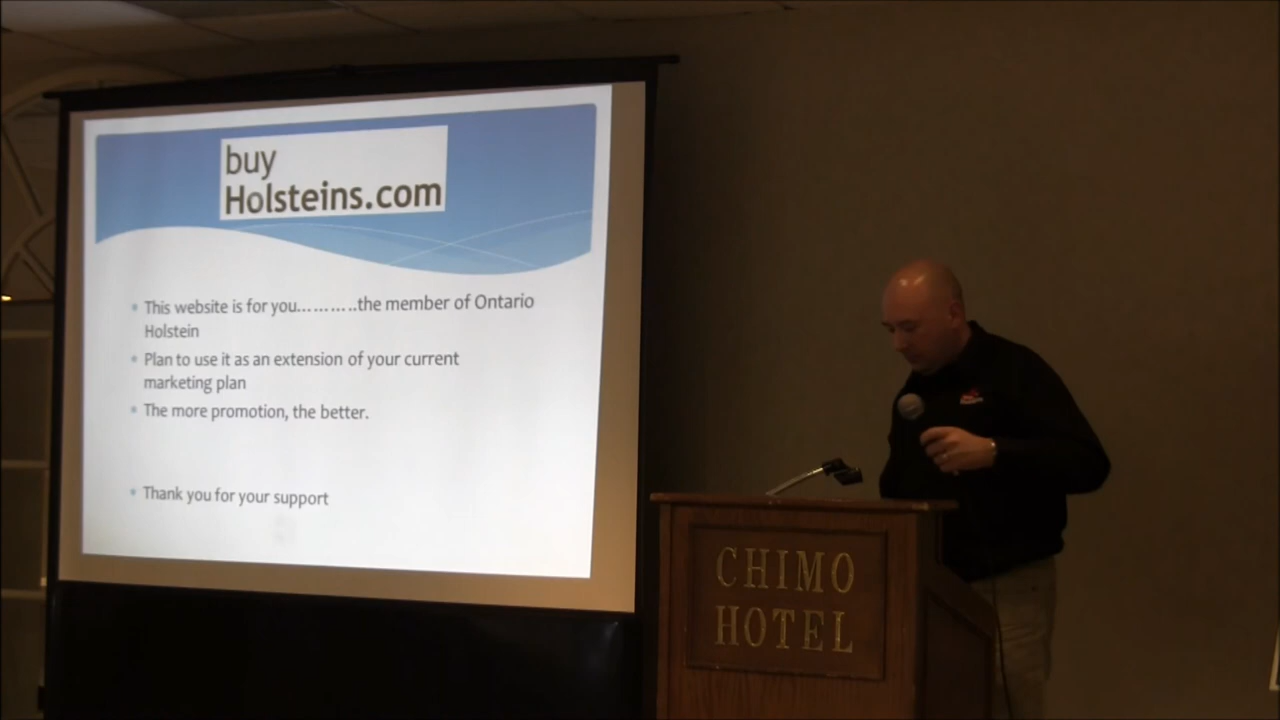 buy
Holsteins.com
This website is for you………..the member of Ontario
Holstein
Plan to use it as an extension of your current
marketing plan
The more promotion, the better.
Thank you for your support
CHIMO
HOTEL